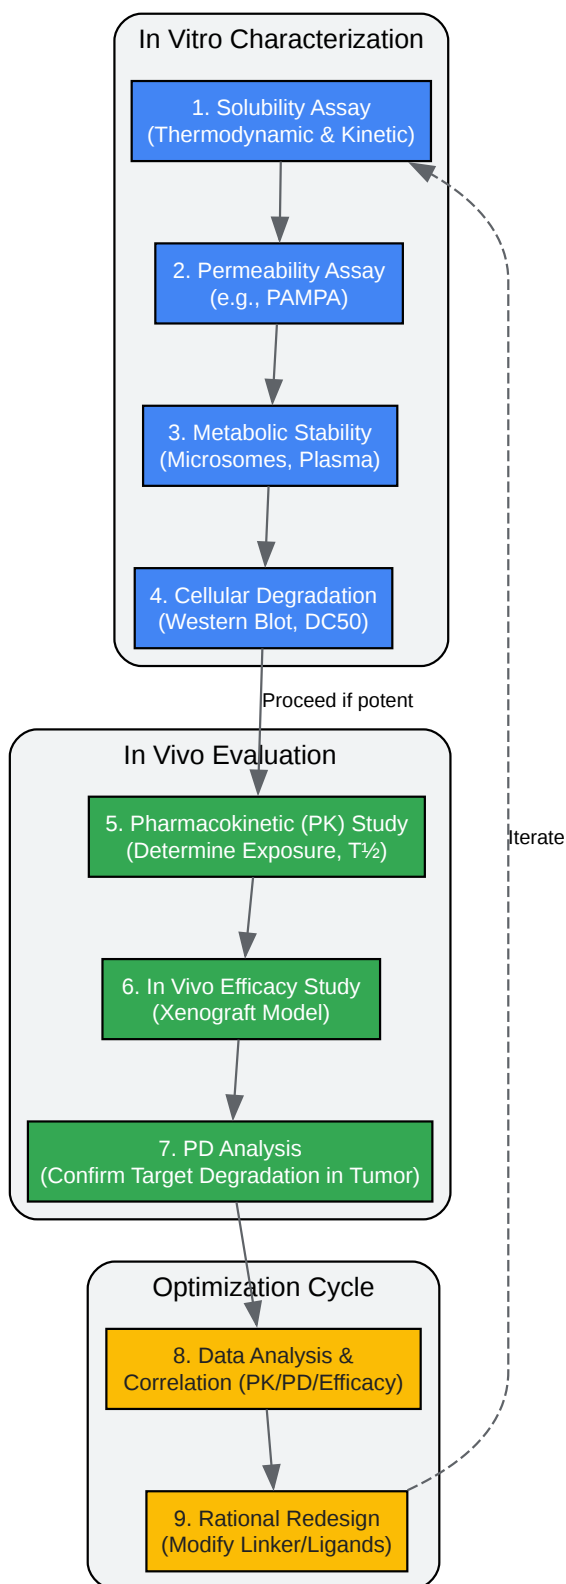 In Vitro Characterization
1. Solubility Assay
(Thermodynamic & Kinetic)
2. Permeability Assay
(e.g., PAMPA)
3. Metabolic Stability
(Microsomes, Plasma)
4. Cellular Degradation
(Western Blot, DC50)
Proceed if potent
In Vivo Evaluation
5. Pharmacokinetic (PK) Study
(Determine Exposure, T½)
Iterate
6. In Vivo Efficacy Study
(Xenograft Model)
7. PD Analysis
(Confirm Target Degradation in Tumor)
Optimization Cycle
8. Data Analysis &
Correlation (PK/PD/Efficacy)
9. Rational Redesign
(Modify Linker/Ligands)